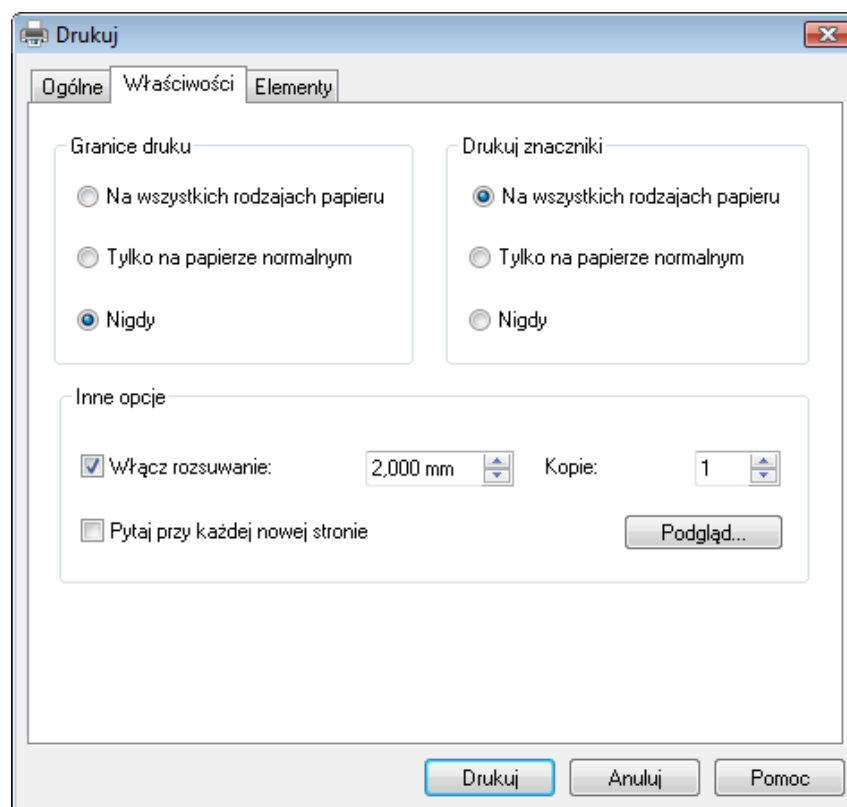 Drukuj
Ogólne Właściwości Elementy
Granice druku
Na wszystkich rodzajach papieru
Tylko na papierze normalnym
Nigdy
Drukuj znaczniki
Na wszystkich rodzajach papieru
Tylko na papierze normalnym
Nigdy
Inne opcje
Włącz rozsuwanie: 2,000 mm Kopie: 1
Pytaj przy każdej nowej stronie Podgląd...
Drukuj Anuluj Pomoc